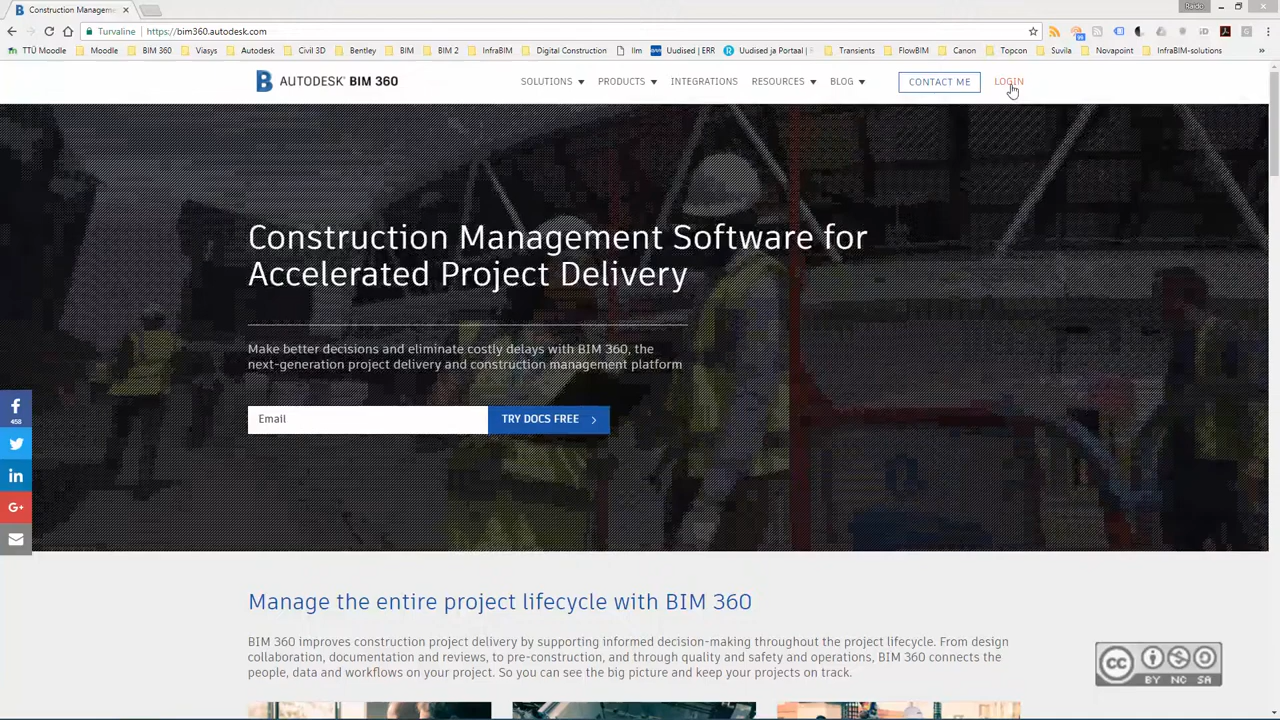 Construction Managem
Raido
Turvaline
https://bim360.autodesk.com
TTÜ Moodle
Moodle
BIM 360
Viasys
Autodesk
Civil 3D
Bentley
BIM
BIM 2
InfraBIM
Digital Construction
Ilm
Uudised | ERR
Uudised ja Portaal |
Transients
FlowBIM
Canon
Topcon
Suvila
Novapoint
InfraBIM-solutions
»
AUTODESK® BIM 360
SOLUTIONS
PRODUCTS
INTEGRATIONS
RESOURCES
BLOG
CONTACT ME
LOGIN
Construction Management Software for
Accelerated Project Delivery
Make better decisions and eliminate costly delays with BIM 360, the
next-generation project delivery and construction management platform
Email
TRY DOCS FREE
458
Manage the entire project lifecycle with BIM 360
BIM 360 improves construction project delivery by supporting informed decision-making throughout the project lifecycle. From design
collaboration, documentation and reviews, to pre-construction, and through quality and safety and operations, BIM 360 connects the
people, data and workflows on your project. So you can see the big picture and keep your projects on track.
cc
BY NC SA